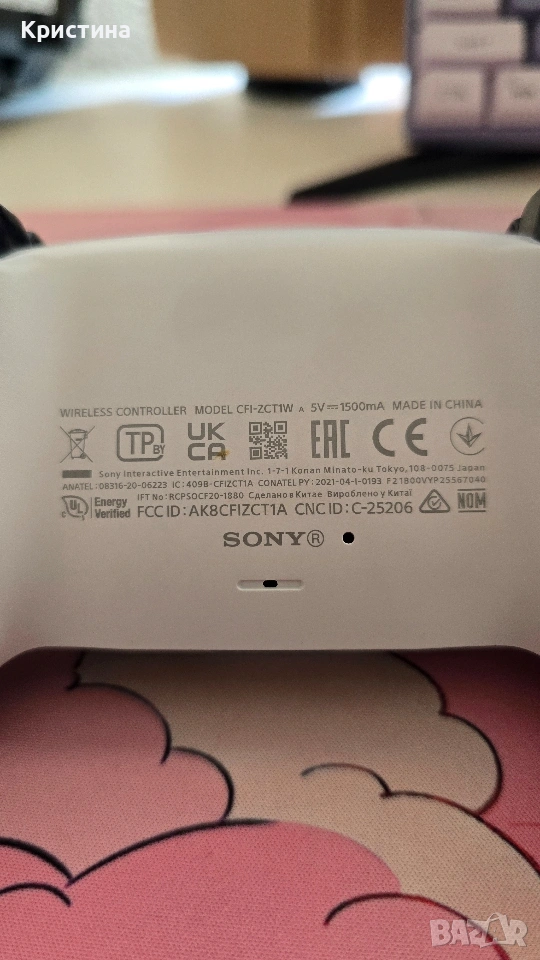 Кристина
WIRELESS CONTROLLER MODEL CFI-ZCT1W A 5V⎓1500mA MADE IN CHINA
TP BY UK CA EAC CE
Sony Interactive Entertainment Inc. 1-7-1 Konan Minato-ku Tokyo, 108-0075 Japan
ANATEL: 08316-20-06223 IC: 409B-CFIZCT1A CONATEL PY: 2021-04-I-0193 F21800VYP25567040
IFT No: RCPSOCF20-1880 Сделано в Китае Вироблено у Китаї
UL Energy Verified FCC ID: AK8CFIZCT1A CNC ID: C-25206 NOM
SONY®
BAZAR